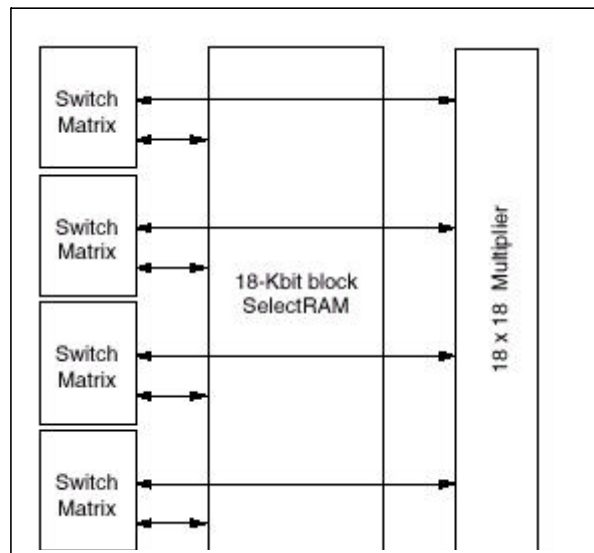 Switch
Matrix
Switch
Matrix
18-Kbit block
SelectRAM
Switch
Matrix
Switch
Matrix
18 x 18 Multiplier